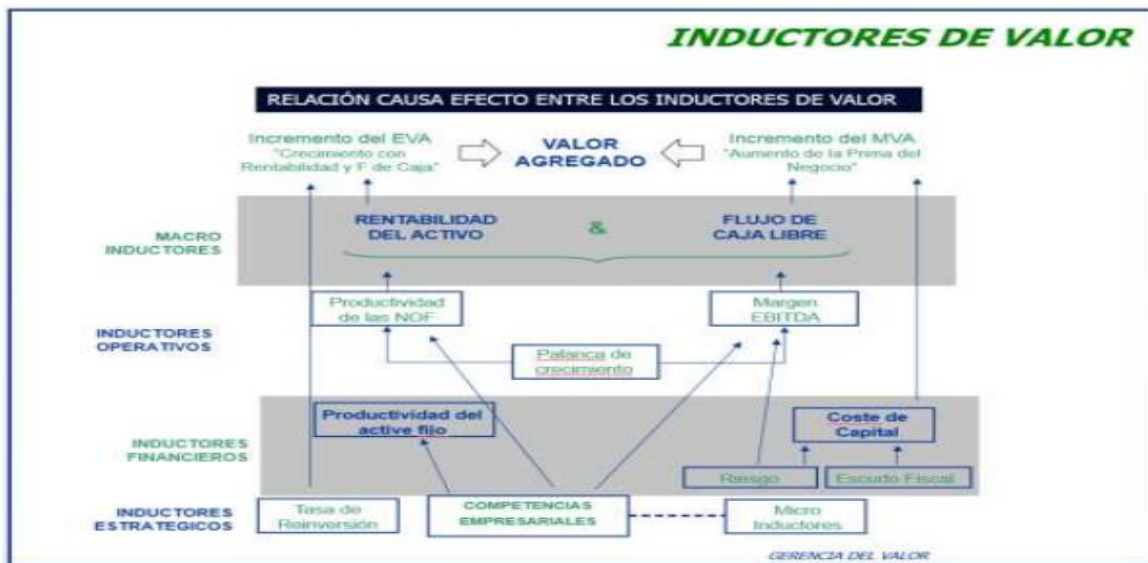 INDUCTORES DE VALOR
RELACIÓN CAUSA EFECTO ENTRE LOS INDUCTORES DE VALOR
Incremento del EVA
"Crecimiento con
Rentabilidad y F de Caja"
VALOR
AGREGADO
Incremento del MVA
"Aumento de la Prima del
Negocio"
MACRO
INDUCTORES
RENTABILIDAD
DEL ACTIVO
&
FLUJO DE
CAJA LIBRE
INDUCTORES
OPERATIVOS
Productividad
de las NOF
Margen
EBITDA
Palanca de
crecimiento
INDUCTORES
FINANCIEROS
Productividad del
active fijo
Coste de
Capital
Riesgo
Escudo Fiscal
INDUCTORES
ESTRATEGICOS
Tasa de
Reinversión
COMPETENCIAS
EMPRESARIALES
Micro
Inductores
GERENCIA DEL VALOR